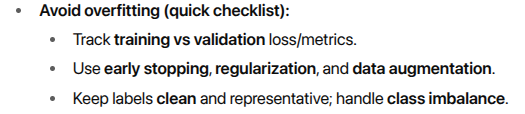 • Avoid overfitting (quick checklist):
• Track training vs validation loss/metrics.
• Use early stopping, regularization, and data augmentation.
• Keep labels clean and representative; handle class imbalance.